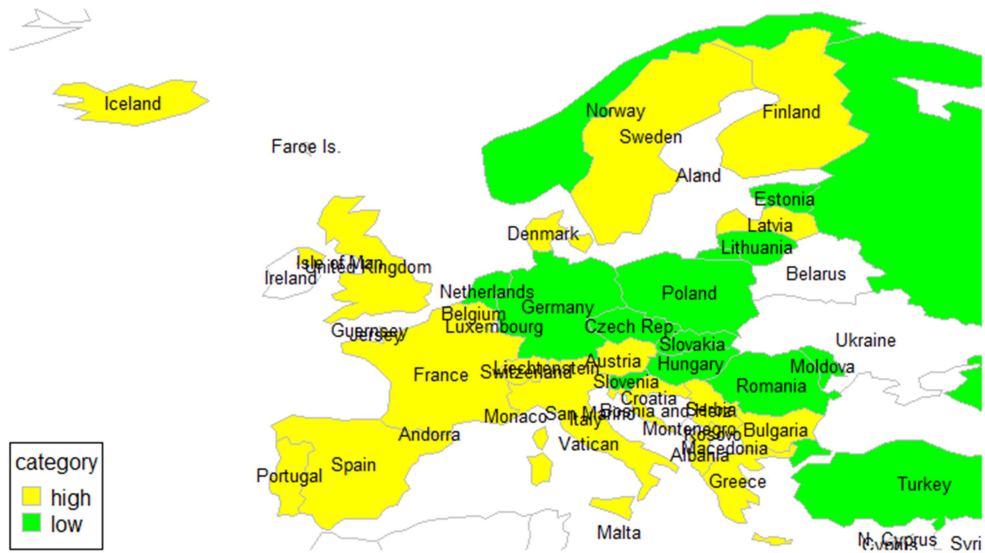 Iceland
Norway
Finland
Sweden
Faroe Is.
Aland
Estonia
Latvia
Denmark
Lithuania
Isle of Man
United Kingdom
Ireland
Belarus
Netherlands
Poland
Germany
Belgium
Luxembourg
Czech Rep.
Guernsey
Jersey
Slovakia
Ukraine
Austria
Hungary
Moldova
Liechtenstein
Switzerland
France
Slovenia
Romania
Croatia
Serbia
San Marino
Bosnia and Herz.
Monaco
Italy
Montenegro
Bulgaria
Andorra
Kosovo
Vatican
Macedonia
Albania
category
high
low
Portugal
Spain
Greece
Turkey
Malta
N. Cyprus
Cyprus
Syri